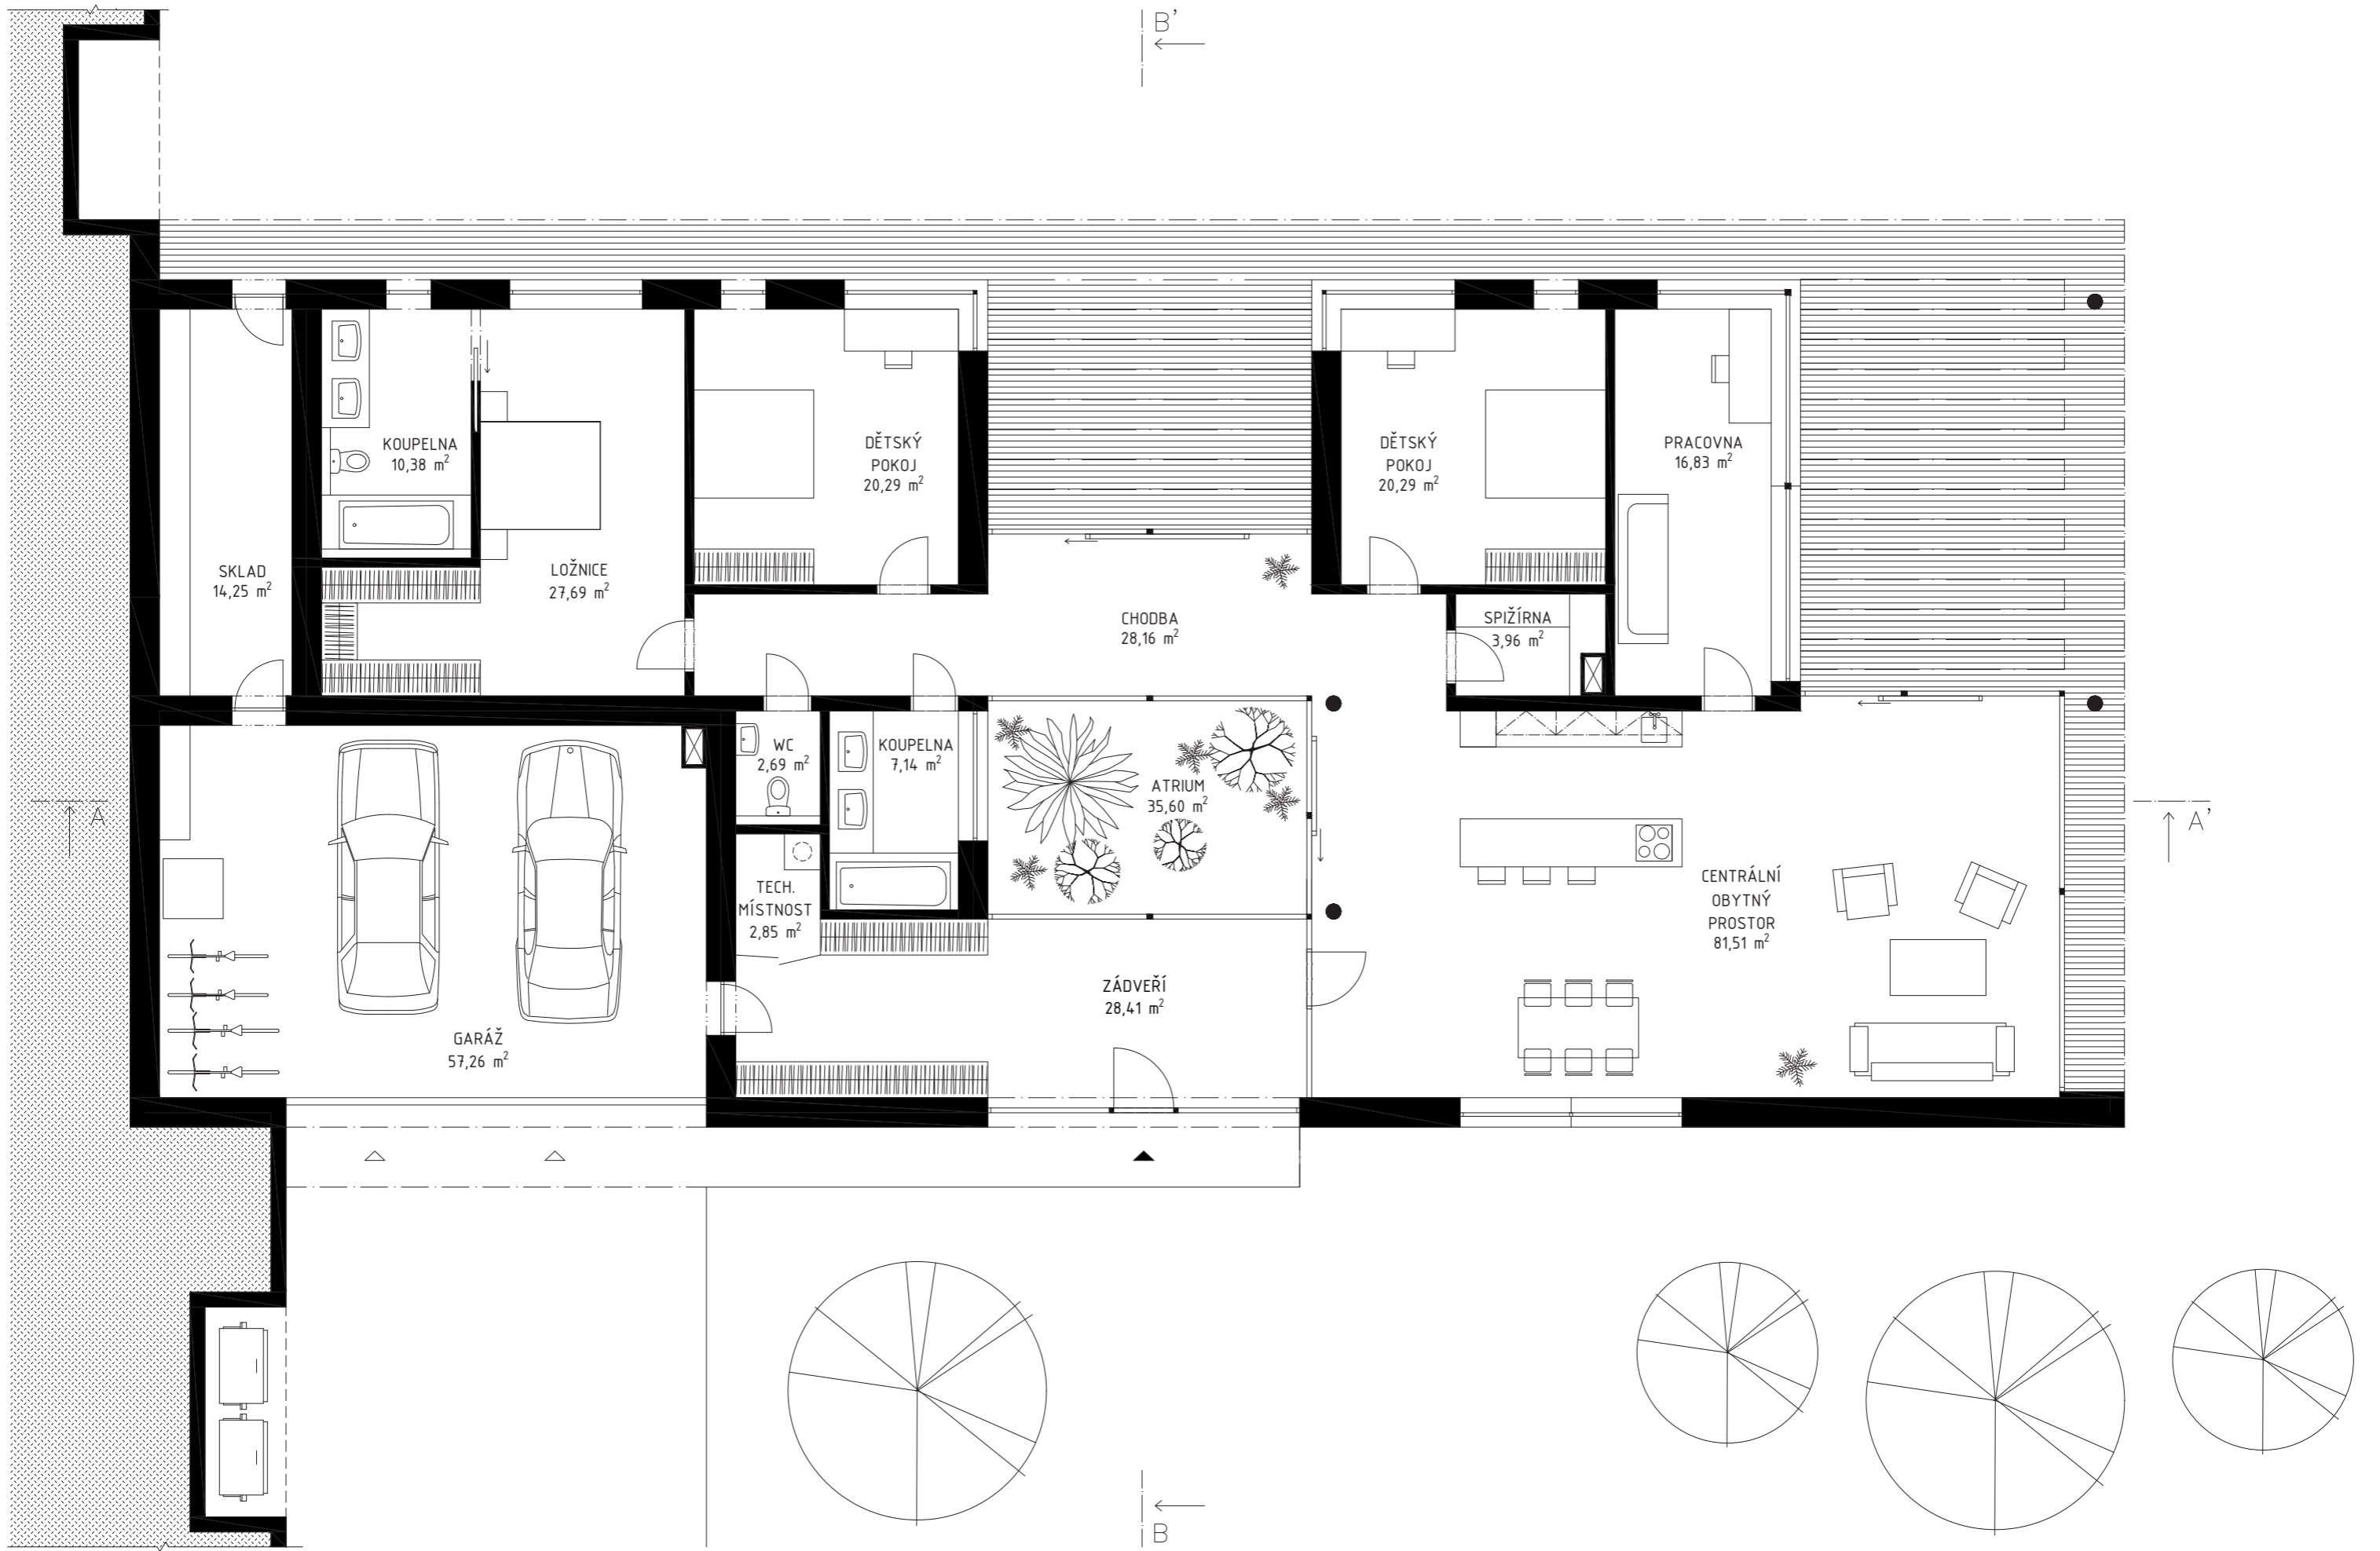 B'
KOUPELNA
10,38 m²
DĚTSKÝ
POKOJ
20,29 m²
DĚTSKÝ
POKOJ
20,29 m²
PRACOVNA
16,83 m²
SKLAD
14,25 m²
LOŽNICE
27,69 m²
CHODBA
28,16 m²
SPIŽÍRNA
3,96 m²
WC
2,69 m²
KOUPELNA
7,14 m²
ATRIUM
35,60 m²
A
A'
TECH.
MÍSTNOST
2,85 m²
CENTRÁLNÍ
OBYTNÝ
PROSTOR
81,51 m²
ZÁDVEŘÍ
28,41 m²
GARÁŽ
57,26 m²
B